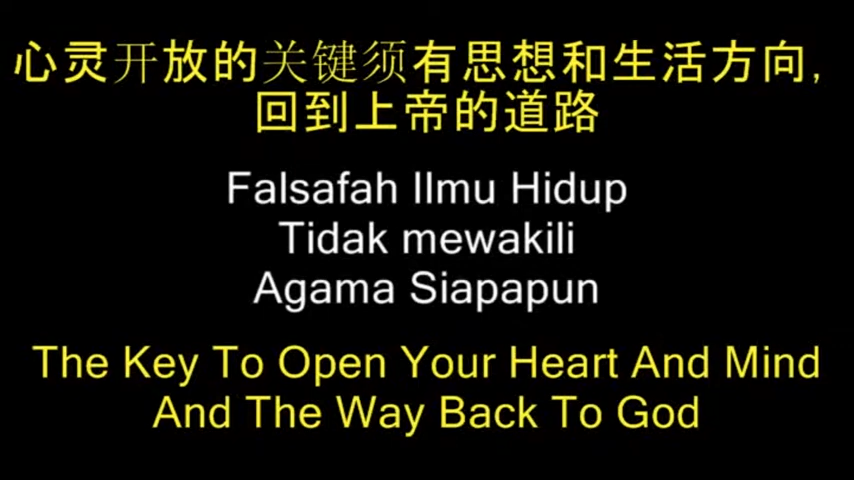 心灵开放的关键须有思想和生活方向,
回到上帝的道路
Falsafah Ilmu Hidup
Tidak mewakili
Agama Siapapun
The Key To Open Your Heart And Mind
And The Way Back To God